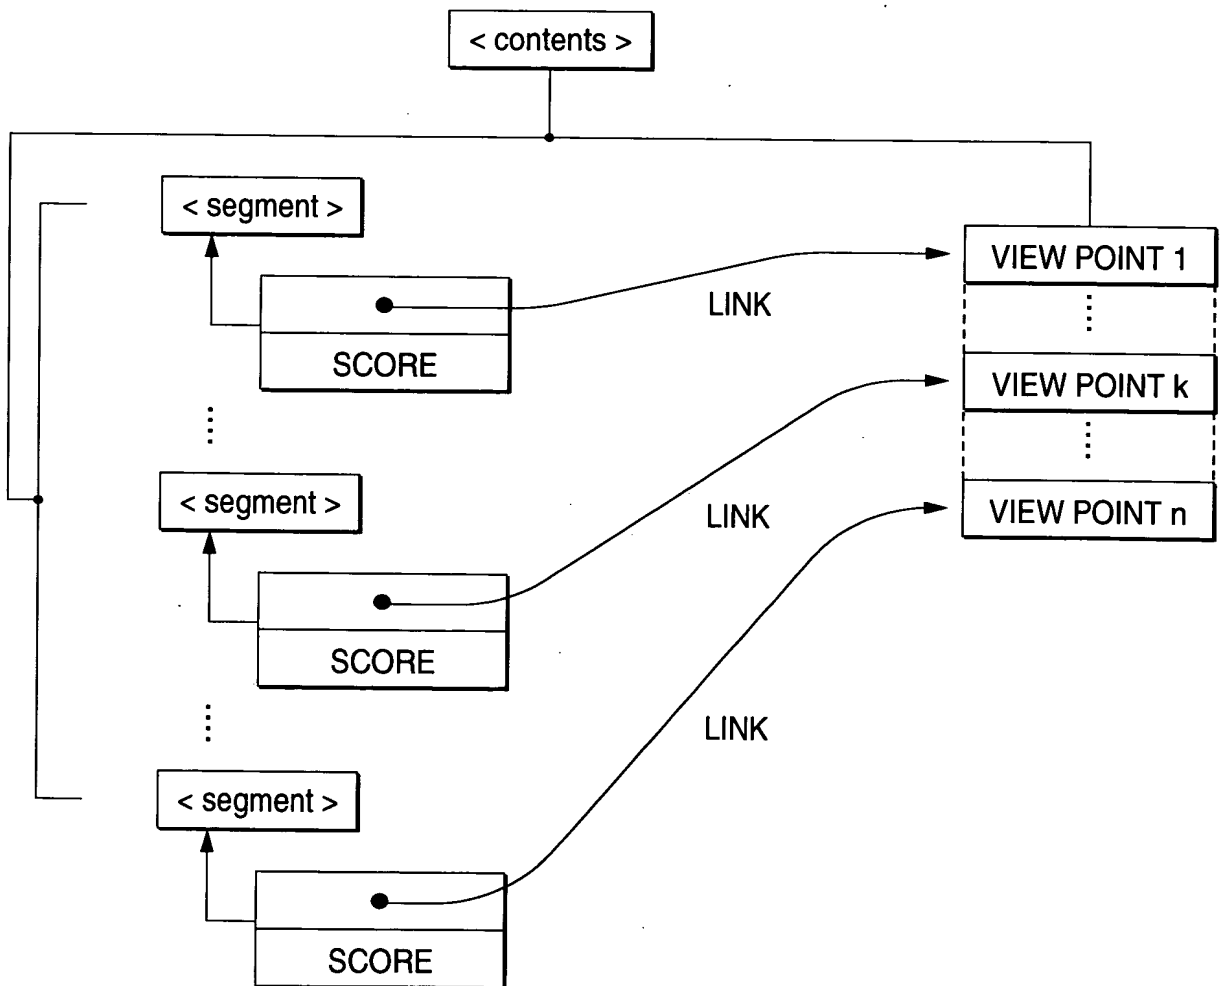 < contents >
< segment >
VIEW POINT 1
LINK
SCORE
VIEW POINT k
< segment >
LINK
VIEW POINT n
SCORE
LINK
< segment >
SCORE